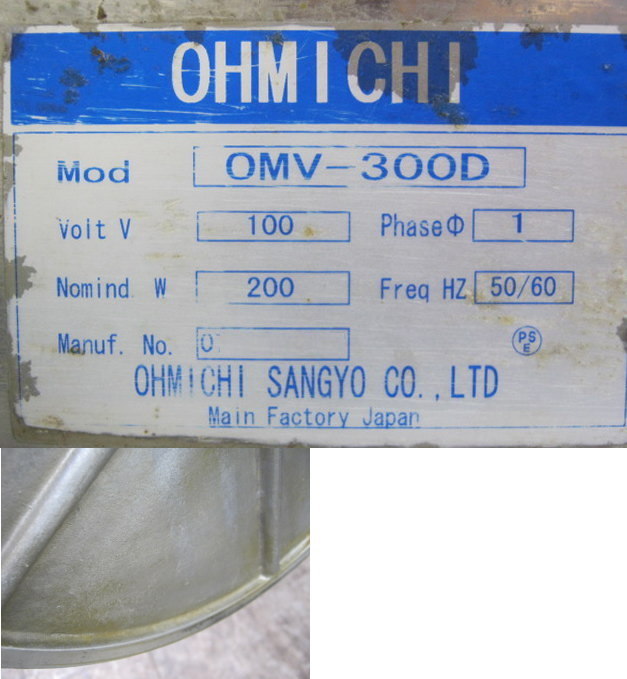 OHMICHI
Mod OMV-300D
Volt V 100 PhaseΦ 1
Nomind W 200 Freq HZ 50/60
Manuf. No. 0
PS
E
OHMICHI SANGYO CO.,LTD
Main Factory Japan